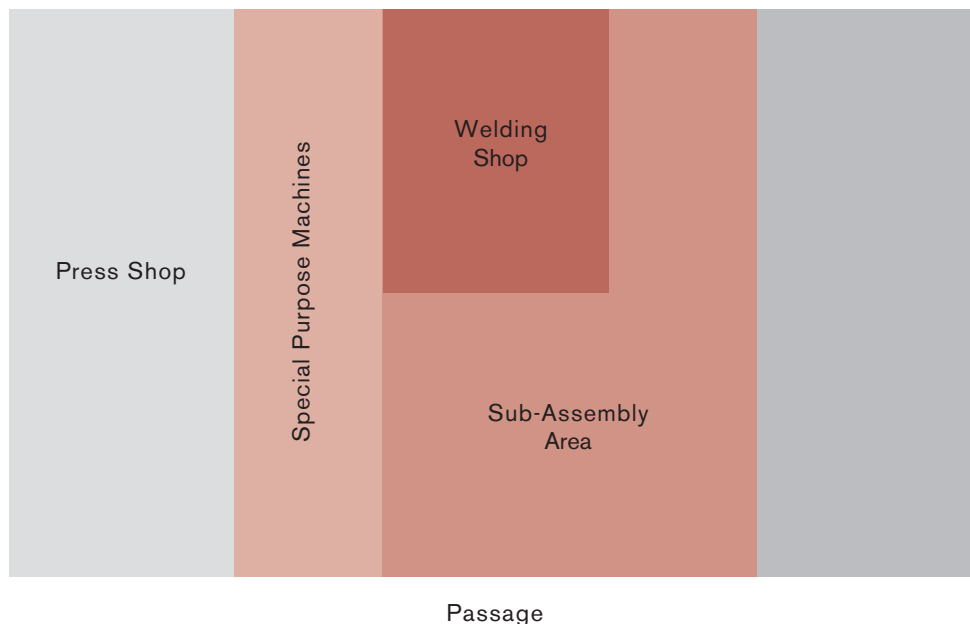 Welding
Shop
Press Shop
Special Purpose Machines
Sub-Assembly
Area
Passage